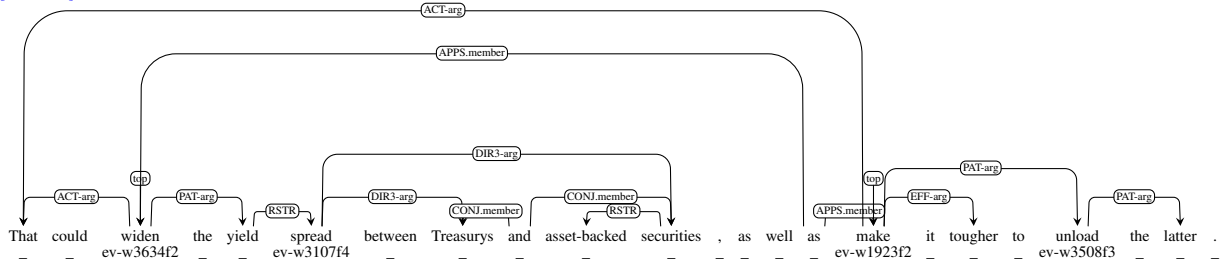 ACT-arg
APPS.member
DIR3-arg
top top PAT-arg
ACT-arg PAT-arg DIR3-arg CONJ.member EFF-arg PAT-arg
RSTR CONJ.member RSTR APPS.member
That could widen the yield spread between Treasurys and asset-backed securities , as well as make it tougher to unload the latter .
_ _ ev-w3634f2 _ _ ev-w3107f4 _ _ _ _ _ _ _ _ _ ev-w1923f2 _ _ _ ev-w3508f3 _ _ _